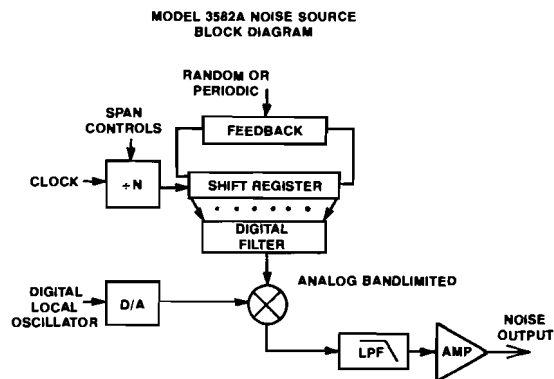 MODEL 3582A NOISE SOURCE
BLOCK DIAGRAM
RANDOM OR
PERIODIC
SPAN
CONTROLS
FEEDBACK
CLOCK
÷N
SHIFT REGISTER
DIGITAL
FILTER
ANALOG BANDLIMITED
DIGITAL
LOCAL
OSCILLATOR
D/A
NOISE
OUTPUT
LPF
AMP